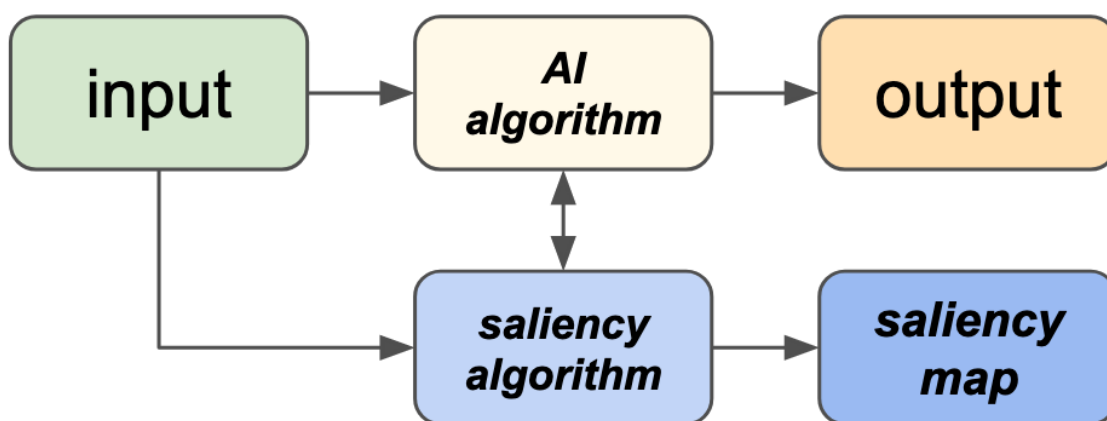 input
AI
algorithm
output
saliency
algorithm
saliency
map